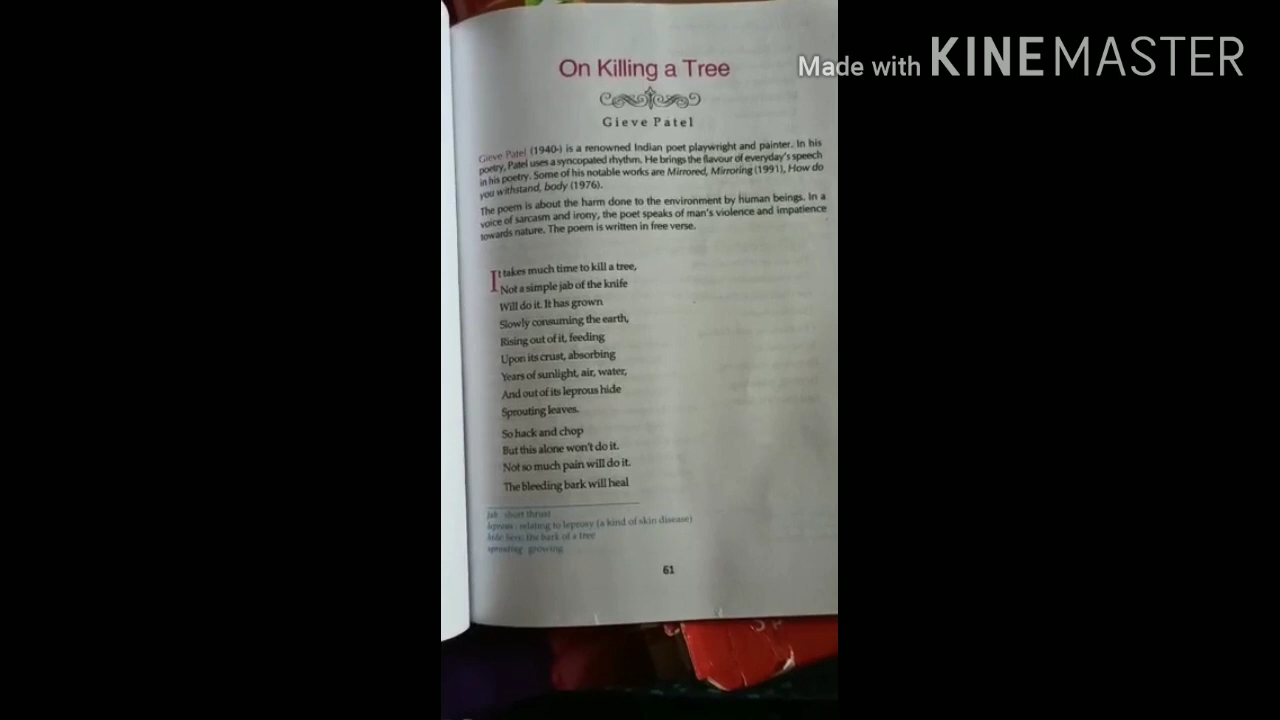 On Killing a Tree
Made with KINEMASTER
Gieve Patel
Gieve Patel (1940-) is a renowned Indian poet playwright and painter. In his
poetry, Patel uses a syncopated rhythm. He brings the flavour of everyday's speech
in his poetry. Some of his notable works are Mirrored, Mirroring (1991), How do
you withstand, body (1976).
The poem is about the harm done to the environment by human beings. In a
voice of sarcasm and irony, the poet speaks of man's violence and impatience
towards nature. The poem is written in free verse.
It takes much time to kill a tree,
Not a simple jab of the knife
Will do it. It has grown
Slowly consuming the earth,
Rising out of it, feeding
Upon its crust, absorbing
Years of sunlight, air, water,
And out of its leprous hide
Sprouting leaves.
So hack and chop
But this alone won't do it.
Not so much pain will do it.
The bleeding bark will heal
jab short thrust
leprous : relating to leprosy (a kind of skin disease)
hide here, the bark of a tree
sprouting growing
61